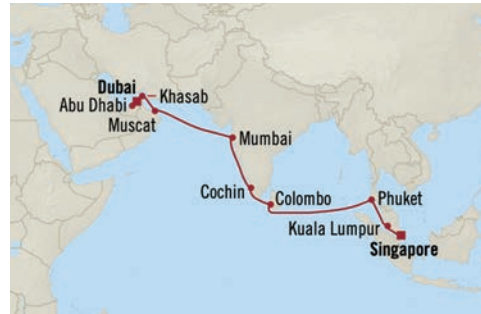 Dubai
Khasab
Abu Dhabi
Muscat
Mumbai
Cochin
Colombo
Phuket
Kuala Lumpur
Singapore